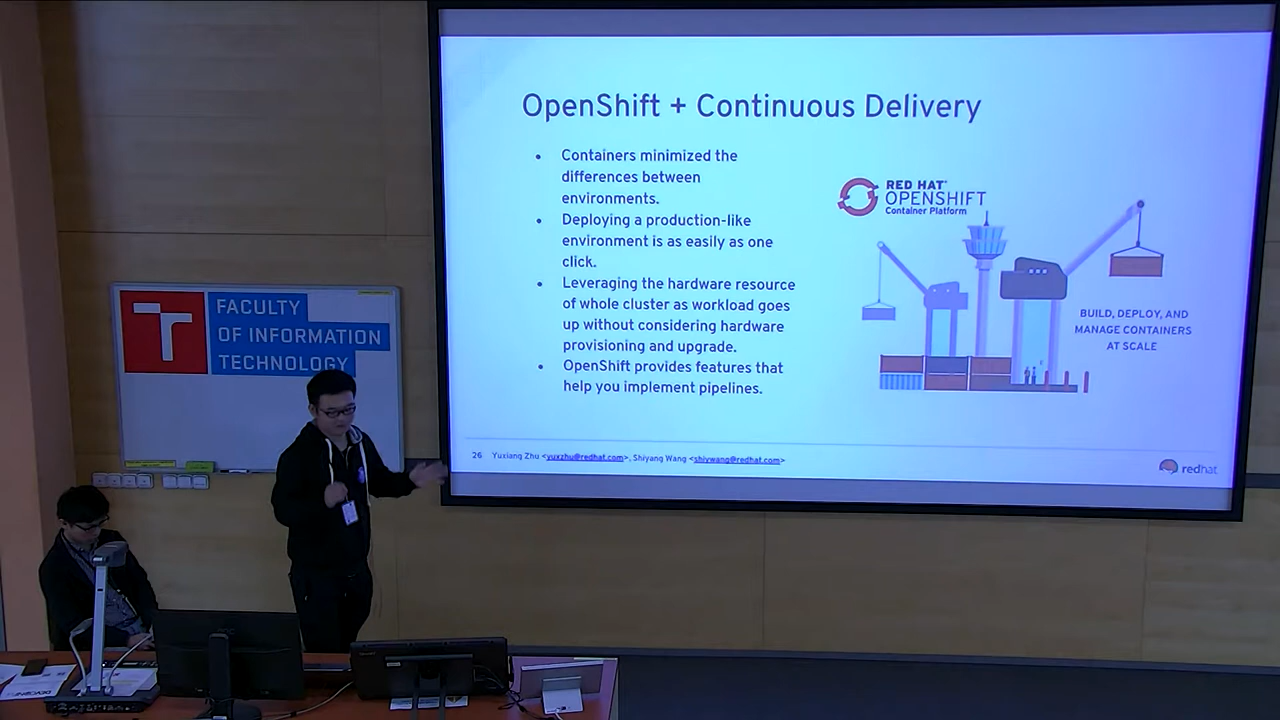 OpenShift + Continuous Delivery
• Containers minimized the
differences between
environments.
• Deploying a production-like
environment is as easily as one
click.
• Leveraging the hardware resource
of whole cluster as workload goes
up without considering hardware
provisioning and upgrade.
• OpenShift provides features that
help you implement pipelines.
RED HAT
OPENSHIFT
Container Platform
BUILD, DEPLOY, AND
MANAGE CONTAINERS
AT SCALE
26 Yuxiang Zhu <yuxzhu@redhat.com>, Shiyang Wang <shiywang@redhat.com>
redhat
FACULTY
OF INFORMATION
TECHNOLOGY